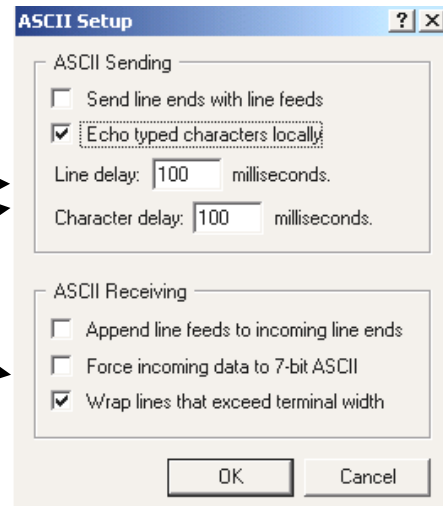 ASCII Setup
ASCII Sending
Send line ends with line feeds
Echo typed characters locally
Line delay: 100 milliseconds.
Character delay: 100 milliseconds.
ASCII Receiving
Append line feeds to incoming line ends
Force incoming data to 7-bit ASCII
Wrap lines that exceed terminal width
OK Cancel